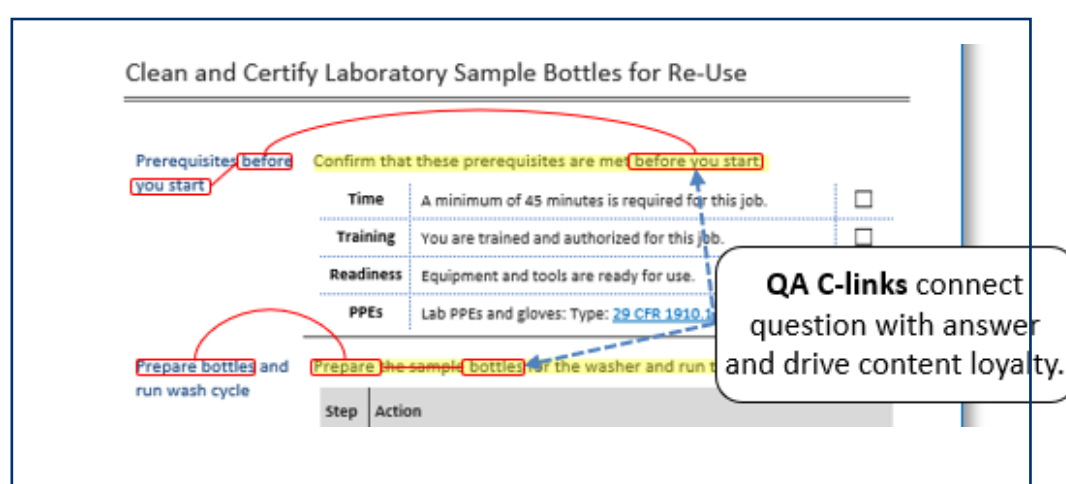 Clean and Certify Laboratory Sample Bottles for Re-Use
Prerequisites before
you start
Confirm that these prerequisites are met before you start.
Time A minimum of 45 minutes is required for this job.
Training You are trained and authorized for this job.
Readiness Equipment and tools are ready for use.
PPEs Lab PPEs and gloves: Type: 29 CFR 1910.1
QA C-links connect
question with answer
and drive content loyalty.
Prepare bottles and
run wash cycle
Prepare the sample bottles for the washer and run
Step Action